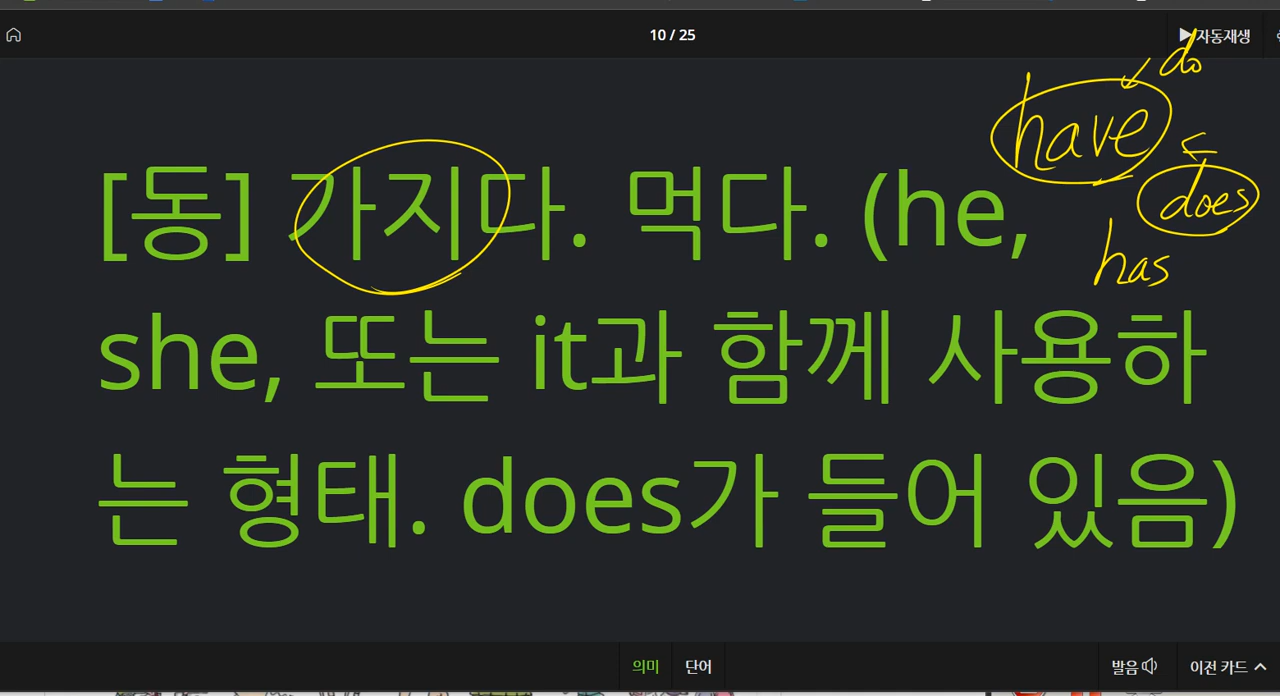 10 / 25
▶자동재생
do
have
does
has
[동] 가지다. 먹다. (he,
she, 또는 it과 함께 사용하
는 형태. does가 들어 있음)
의미
단어
발음
이전 카드